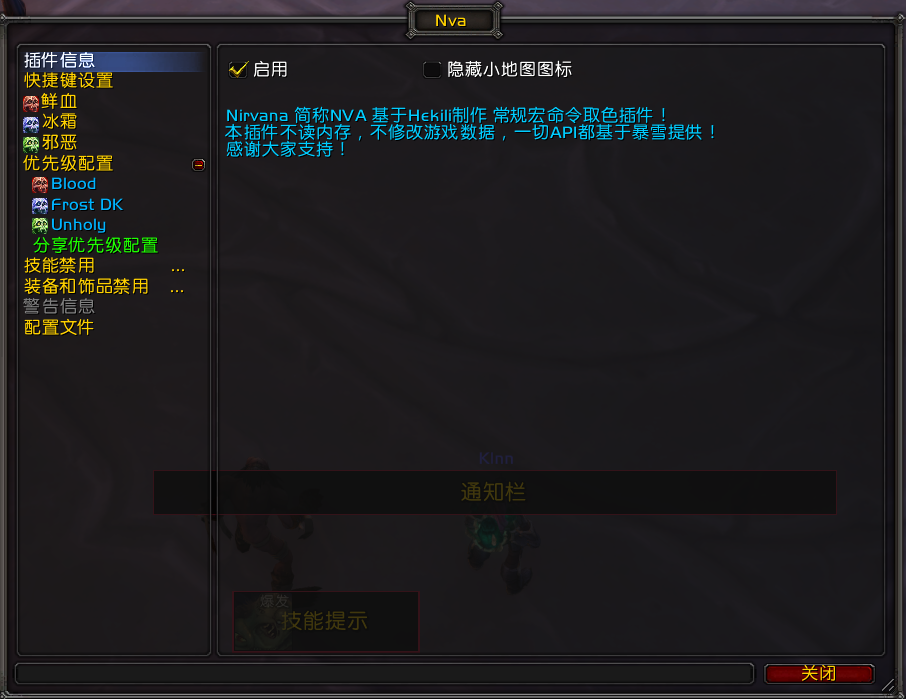 Nva
插件信息
快捷键设置
鲜血
冰霜
邪恶
优先级配置
Blood
Frost DK
Unholy
分享优先级配置
技能禁用 ...
装备和饰品禁用 ...
警告信息
配置文件
启用
隐藏小地图图标
Nirvana 简称NVA 基于Hekili制作 常规宏命令取色插件！
本插件不读内存，不修改游戏数据，一切API都基于暴雪提供！
感谢大家支持！
Kinn
通知栏
爆发
技能提示
关闭